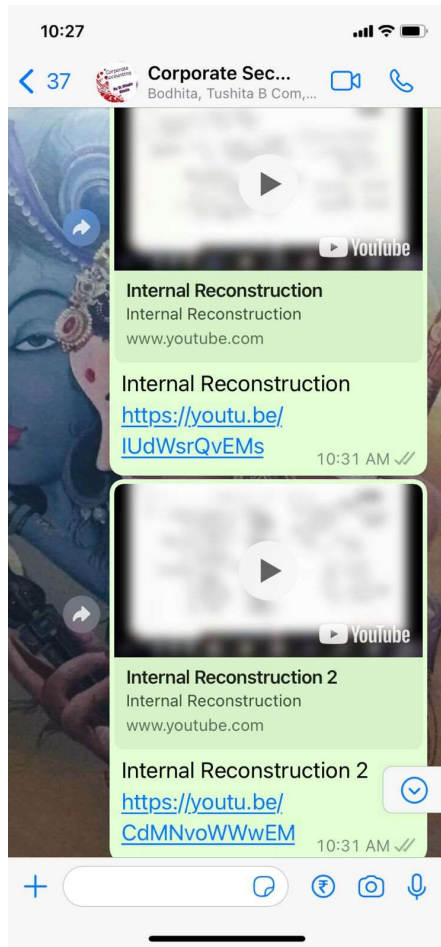 10:27
37
Corporate Sec...
Bodhita, Tushita B Com,...
YouTube
Internal Reconstruction
Internal Reconstruction
www.youtube.com
Internal Reconstruction
https://youtu.be/
IUdWsrQvEMs
10:31 AM
YouTube
Internal Reconstruction 2
Internal Reconstruction
www.youtube.com
Internal Reconstruction 2
https://youtu.be/
CdMNvoWWwEM
10:31 AM
₹